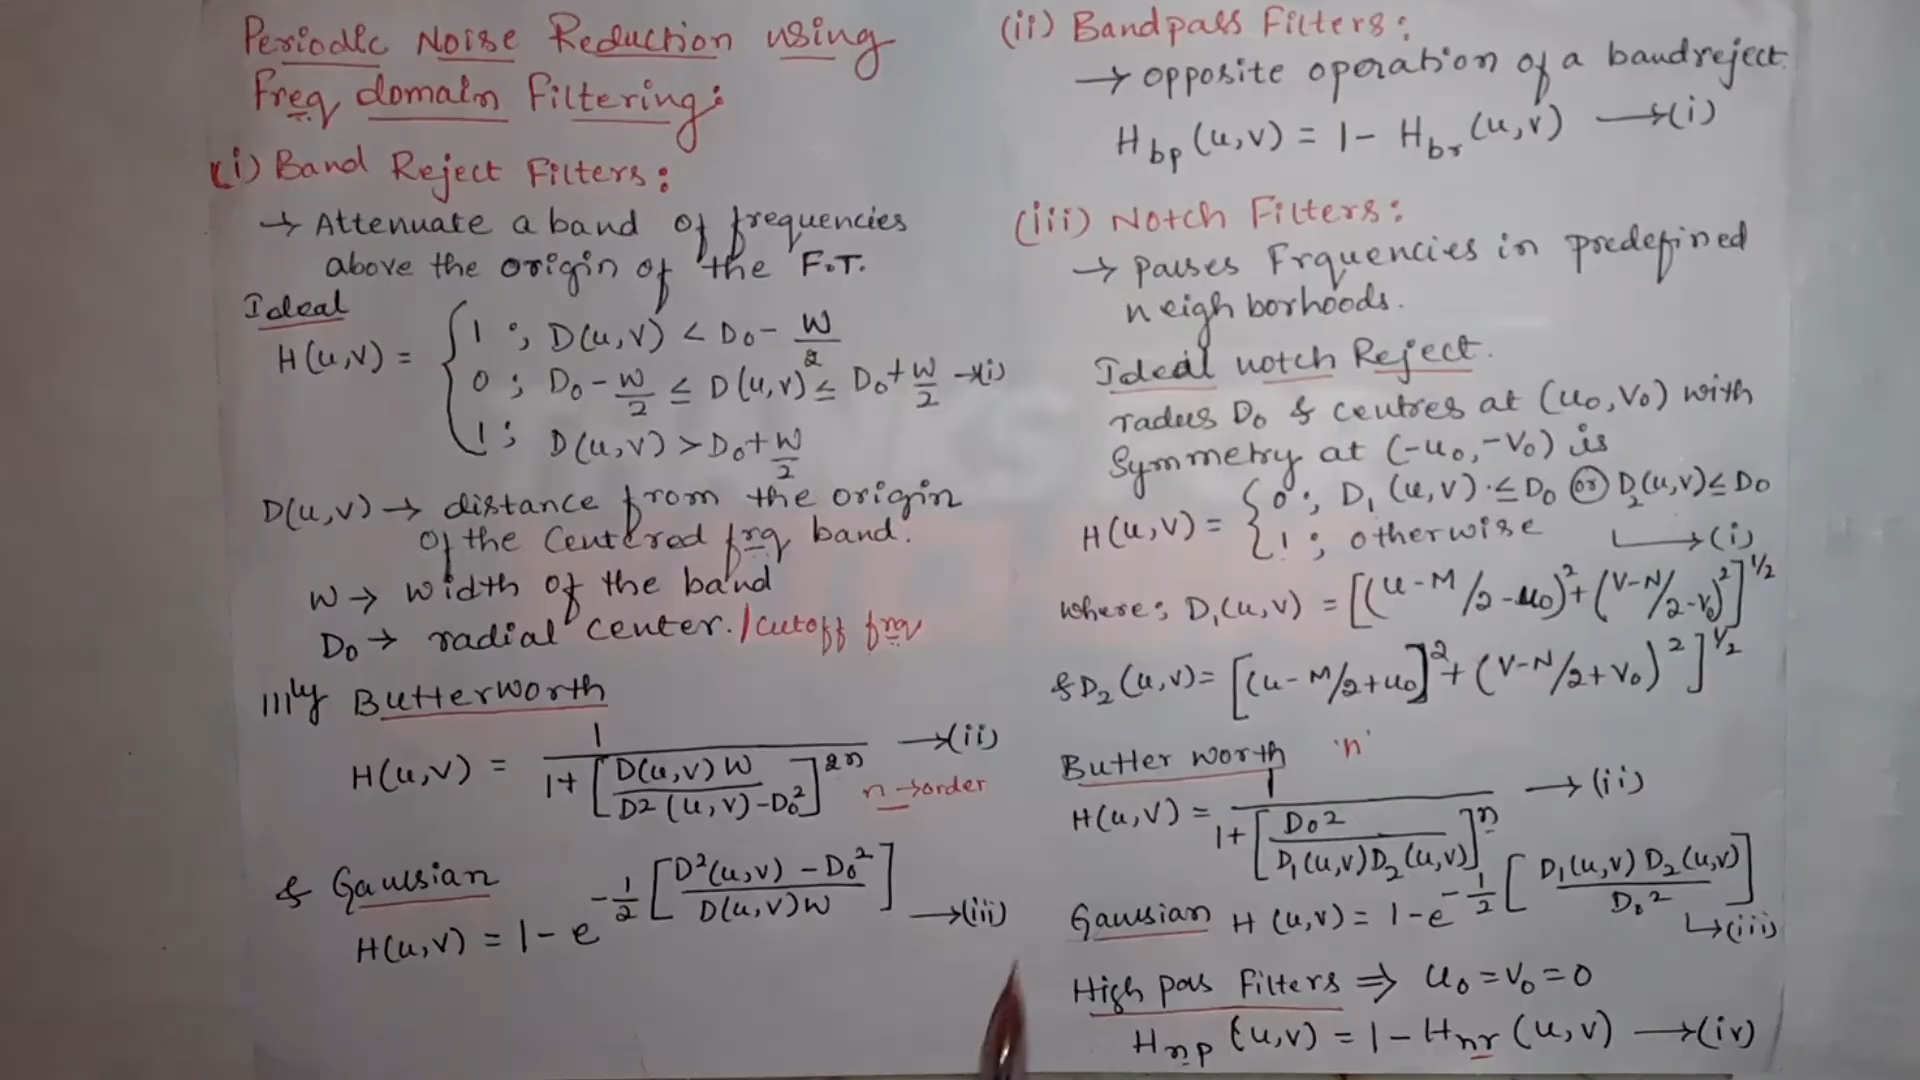 Periodic Noise Reduction using
Freq domain Filtering:
(i) Band Reject Filters:
→ Attenuate a band of frequencies
above the origin of the F.T.
Ideal
H(u,v) = { 1 ; D(u,v) < D0 - W/2
0 ; D0 - W/2 ≤ D(u,v) ≤ D0 + W/2 →(i)
1 ; D(u,v) > D0 + W/2
D(u,v) → distance from the origin
of the Centered frq band.
W → width of the band
D0 → radial center. / cutoff frq
lllly Butterworth
H(u,v) = 1 / 1+ [D(u,v) W / D2(u,v) - D0²]^2n →(ii)
n → order
& Gaussian
H(u,v) = 1 - e^-1/2 [D²(u,v) - D0² / D(u,v) W] →(iii)
(ii) Bandpass Filters:
→ opposite operation of a bandreject.
Hbp (u,v) = 1 - Hbr (u,v) →(i)
(iii) Notch Filters:
→ passes Frquencies in predefined
neighborhoods.
Ideal notch Reject.
radus D0 & centres at (u0, v0) with
Symmetry at (-u0, -v0) is
H(u,v) = { 0 ; D1 (u,v) ≤ D0 or D2(u,v) ≤ D0
1 ; otherwise →(i)
where; D1(u,v) = [(u - M/2 - u0)² + (v - N/2 - v0)²]^1/2
& D2 (u,v) = [(u - M/2 + u0]² + (v - N/2 + v0)²]^1/2
Butter worth 'n'
H(u,v) = 1 / 1+ [D0² / D1(u,v) D2(u,v)]^n →(ii)
Gaussian H(u,v) = 1 - e^-1/2 [D1(u,v) D2(u,v) / D0²]
→(iii)
High pass Filters ⇒ u0 = v0 = 0
Hnp (u,v) = 1 - Hnr (u,v) →(iv)